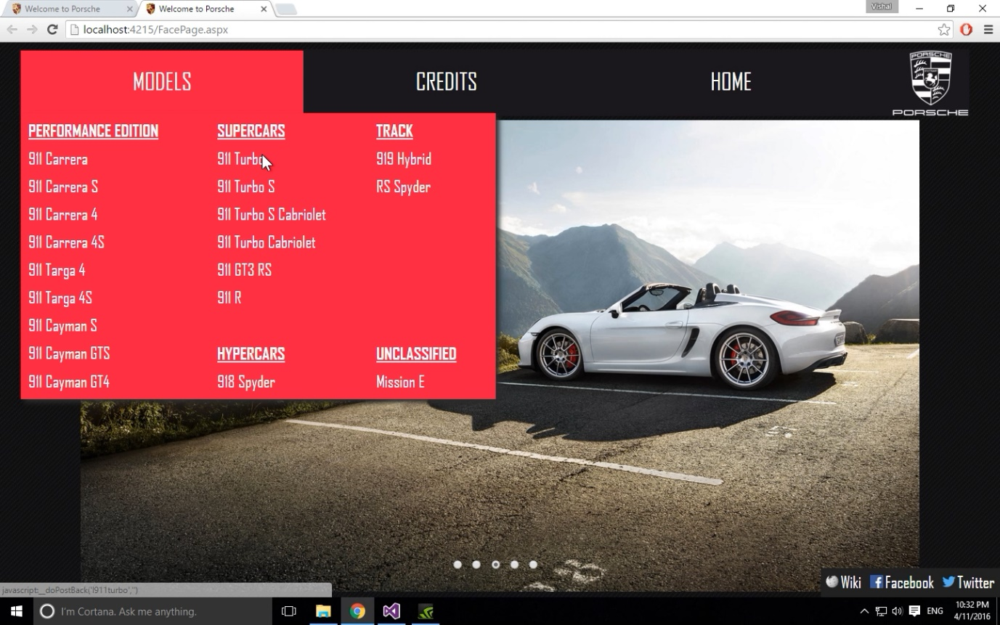 Welcome to Porsche
Welcome to Porsche
Vishal
localhost:4215/FacePage.aspx
MODELS
CREDITS
HOME
PORSCHE
PORSCHE
PERFORMANCE EDITION
911 Carrera
911 Carrera S
911 Carrera 4
911 Carrera 4S
911 Targa 4
911 Targa 4S
911 Cayman S
911 Cayman GTS
911 Cayman GT4
SUPERCARS
911 Turbo
911 Turbo S
911 Turbo S Cabriolet
911 Turbo Cabriolet
911 GT3 RS
911 R
HYPERCARS
918 Spyder
TRACK
919 Hybrid
RS Spyder
UNCLASSIFIED
Mission E
Wiki
Facebook
Twitter
javascript:__doPostBack('l911turbo','')
I'm Cortana. Ask me anything.
ENG
10:32 PM
4/11/2016